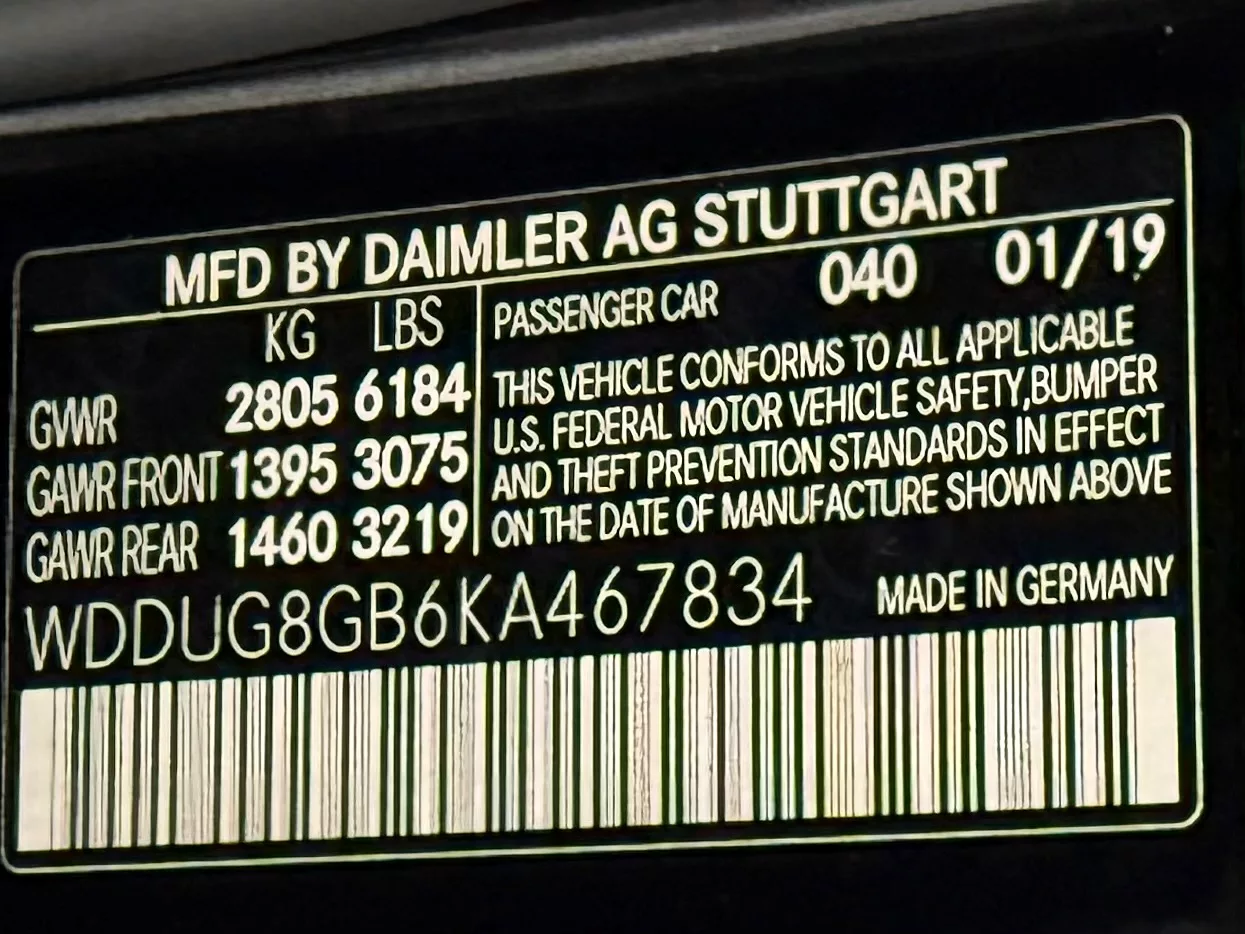 MFD BY DAIMLER AG STUTTGART
KG LBS
GVWR 2805 6184
GAWR FRONT 1395 3075
GAWR REAR 1460 3219
PASSENGER CAR 040 01/19
THIS VEHICLE CONFORMS TO ALL APPLICABLE
U.S. FEDERAL MOTOR VEHICLE SAFETY,BUMPER
AND THEFT PREVENTION STANDARDS IN EFFECT
ON THE DATE OF MANUFACTURE SHOWN ABOVE
WDDUG8GB6KA467834 MADE IN GERMANY